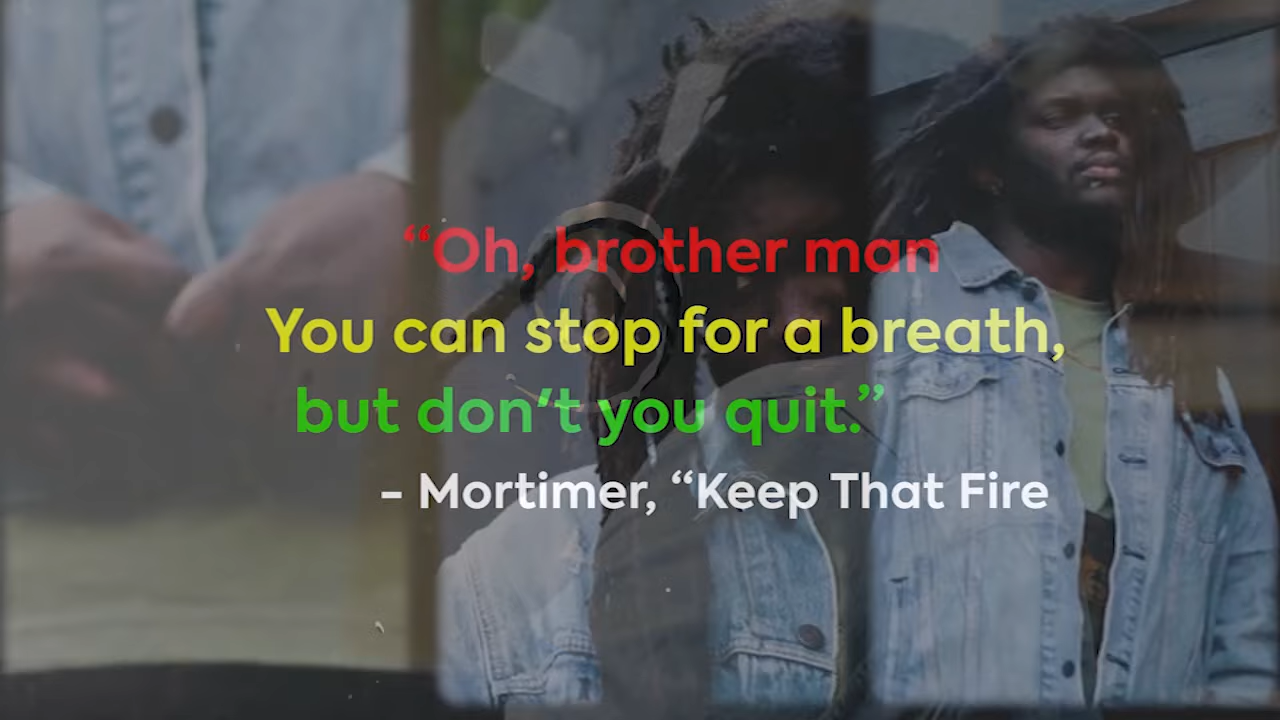 “Oh, brother man
You can stop for a breath,
but don't you quit.”
- Mortimer, “Keep That Fire